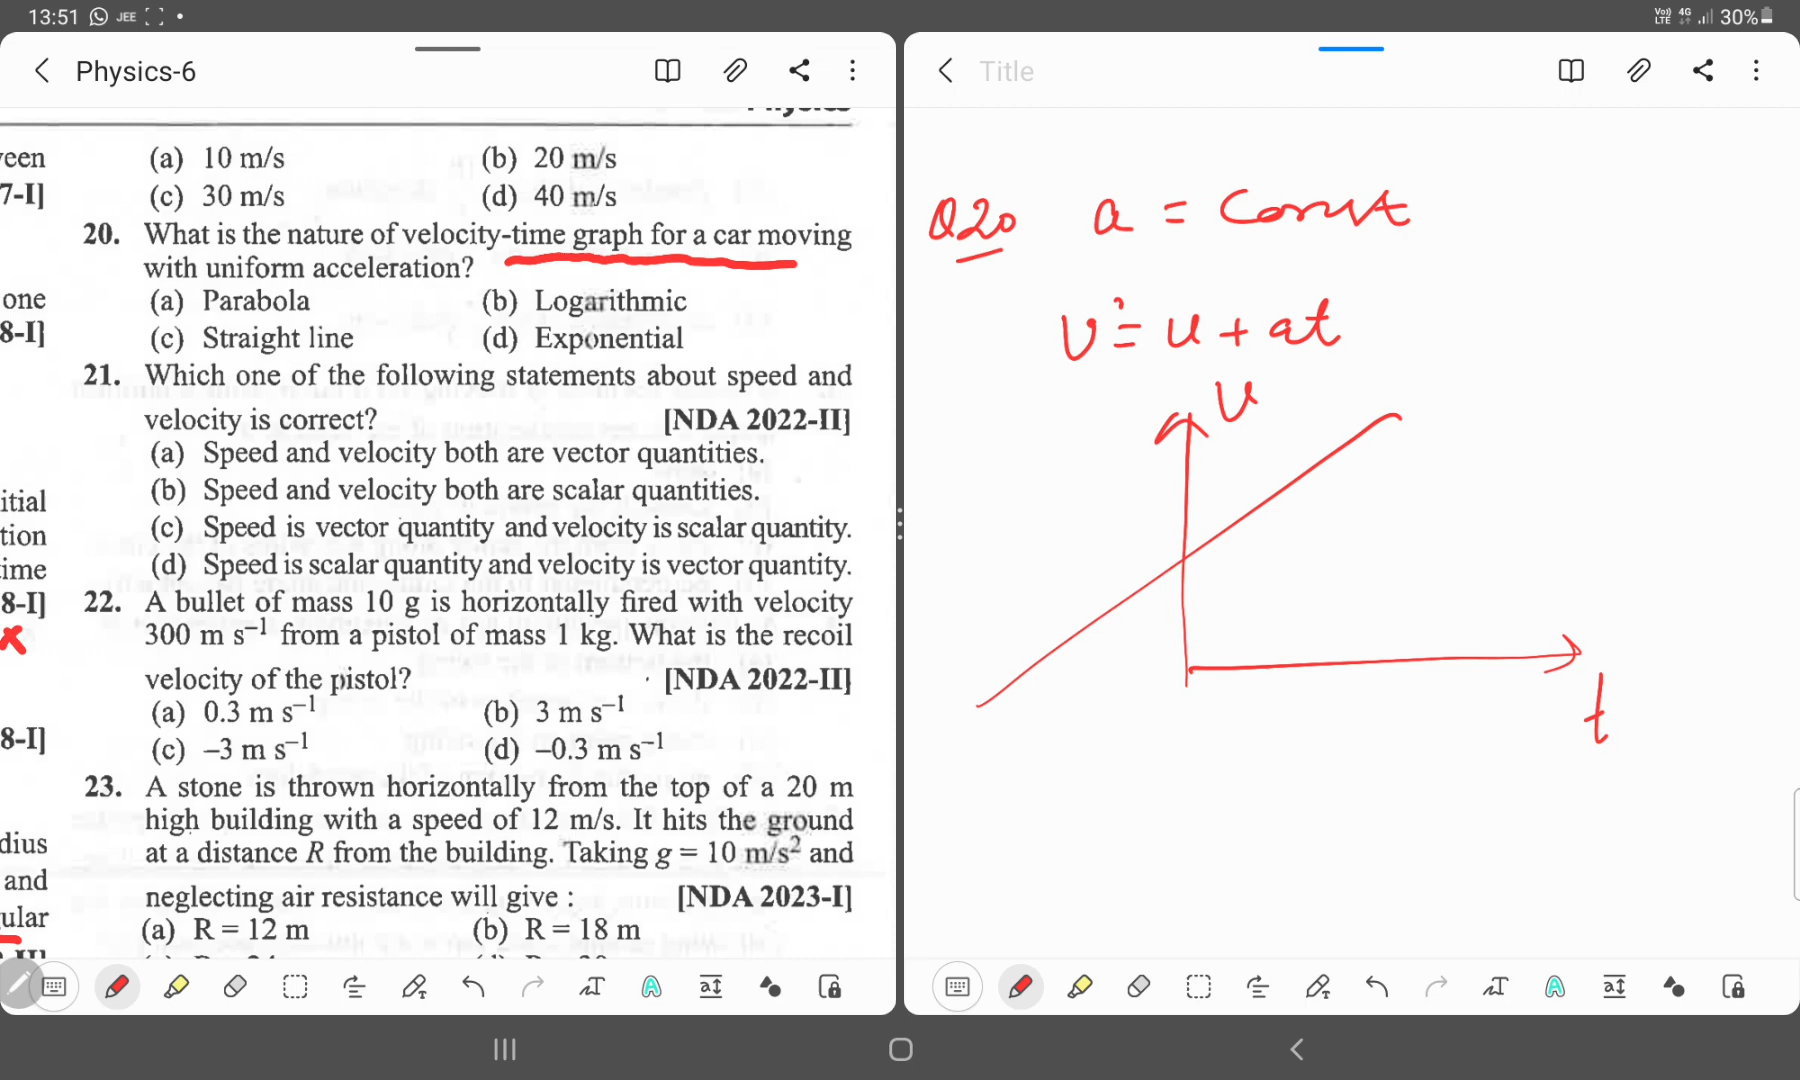 13:51 JEE
Vo)) LTE 4G 30%
Physics-6
Physics
een
7-I]
one
8-I]
itial
tion
ime
8-I]
8-I]
dius
and
ular
(a) 10 m/s (b) 20 m/s
(c) 30 m/s (d) 40 m/s
20. What is the nature of velocity-time graph for a car moving
with uniform acceleration?
(a) Parabola (b) Logarithmic
(c) Straight line (d) Exponential
21. Which one of the following statements about speed and
velocity is correct? [NDA 2022-II]
(a) Speed and velocity both are vector quantities.
(b) Speed and velocity both are scalar quantities.
(c) Speed is vector quantity and velocity is scalar quantity.
(d) Speed is scalar quantity and velocity is vector quantity.
22. A bullet of mass 10 g is horizontally fired with velocity
300 m s⁻¹ from a pistol of mass 1 kg. What is the recoil
velocity of the pistol? [NDA 2022-II]
(a) 0.3 m s⁻¹ (b) 3 m s⁻¹
(c) –3 m s⁻¹ (d) –0.3 m s⁻¹
23. A stone is thrown horizontally from the top of a 20 m
high building with a speed of 12 m/s. It hits the ground
at a distance R from the building. Taking g = 10 m/s² and
neglecting air resistance will give : [NDA 2023-I]
(a) R = 12 m (b) R = 18 m
Title
Q20 a = const
v = u + at
v
t